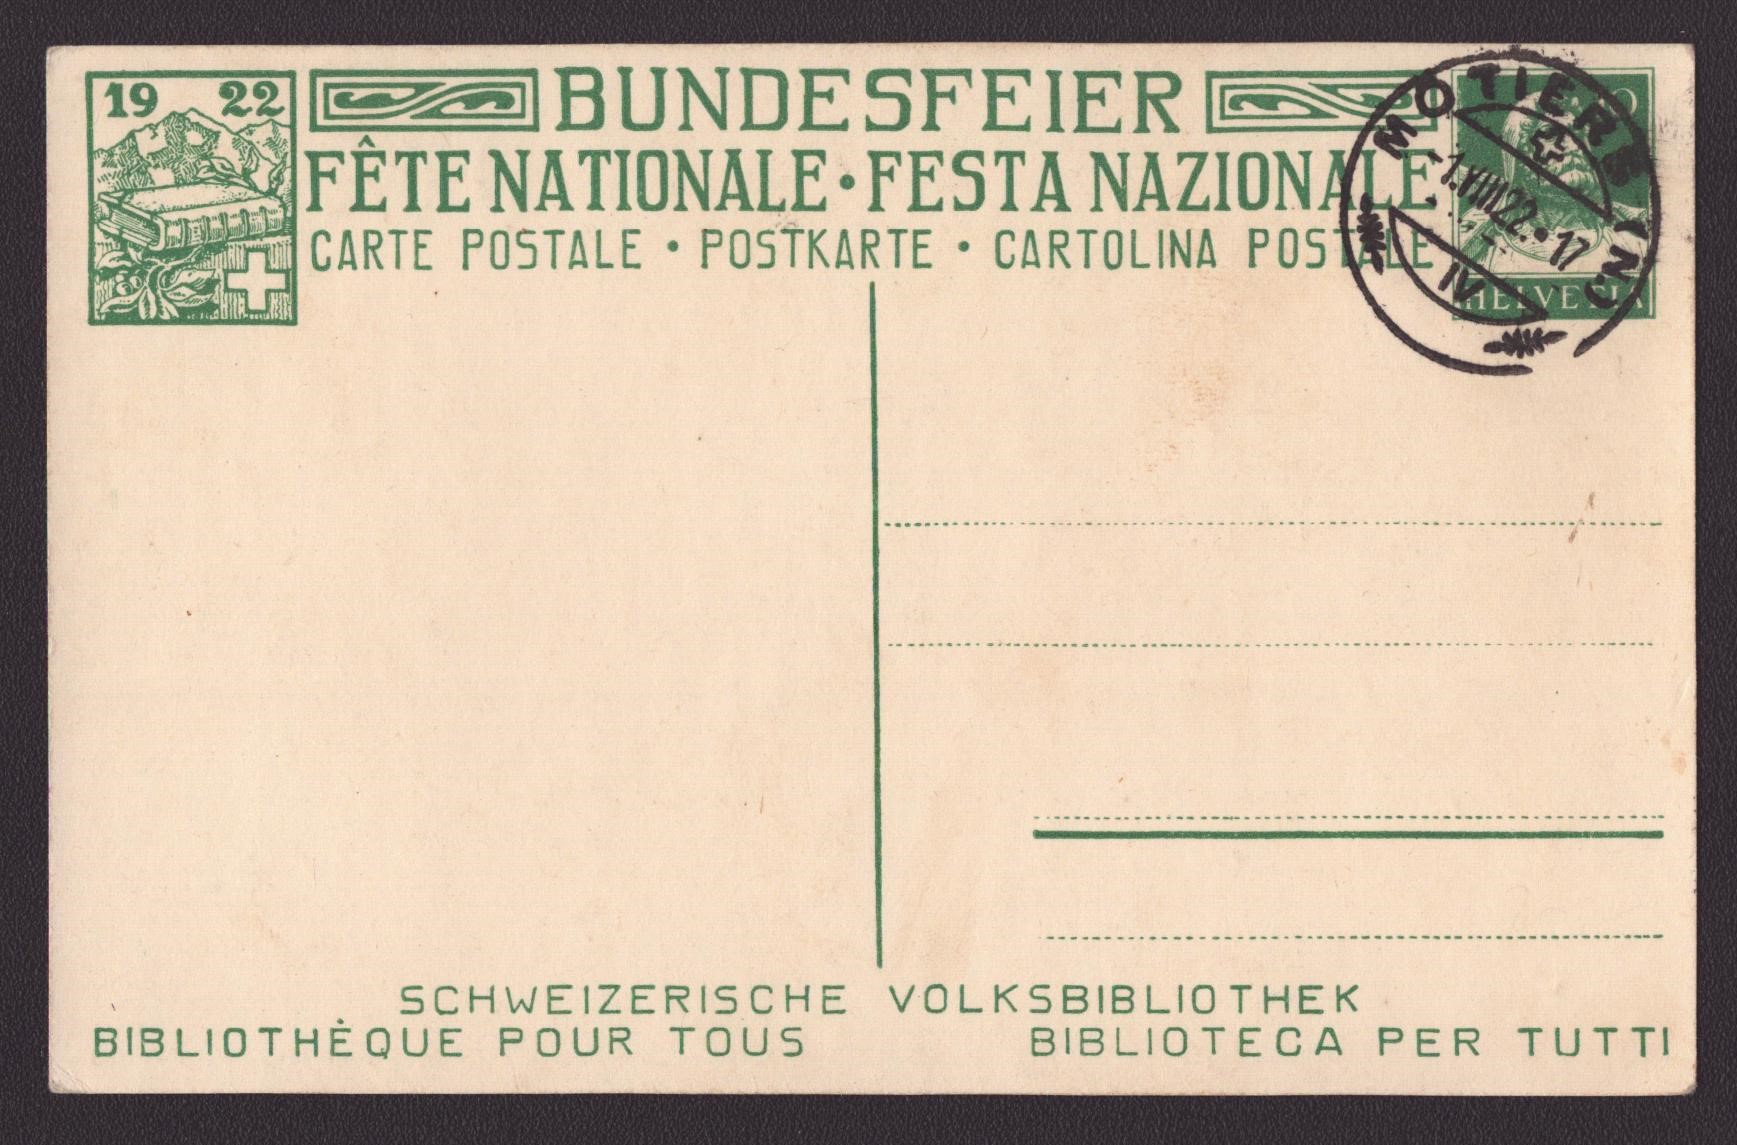 19 22
BUNDESFEIER
FÊTE NATIONALE • FESTA NAZIONALE
CARTE POSTALE • POSTKARTE • CARTOLINA POSTALE
MOTIERS (N.)
-1.VIII 22.•17
IV
10
HELVETIA
SCHWEIZERISCHE VOLKSBIBLIOTHEK
BIBLIOTHÈQUE POUR TOUS BIBLIOTECA PER TUTTI